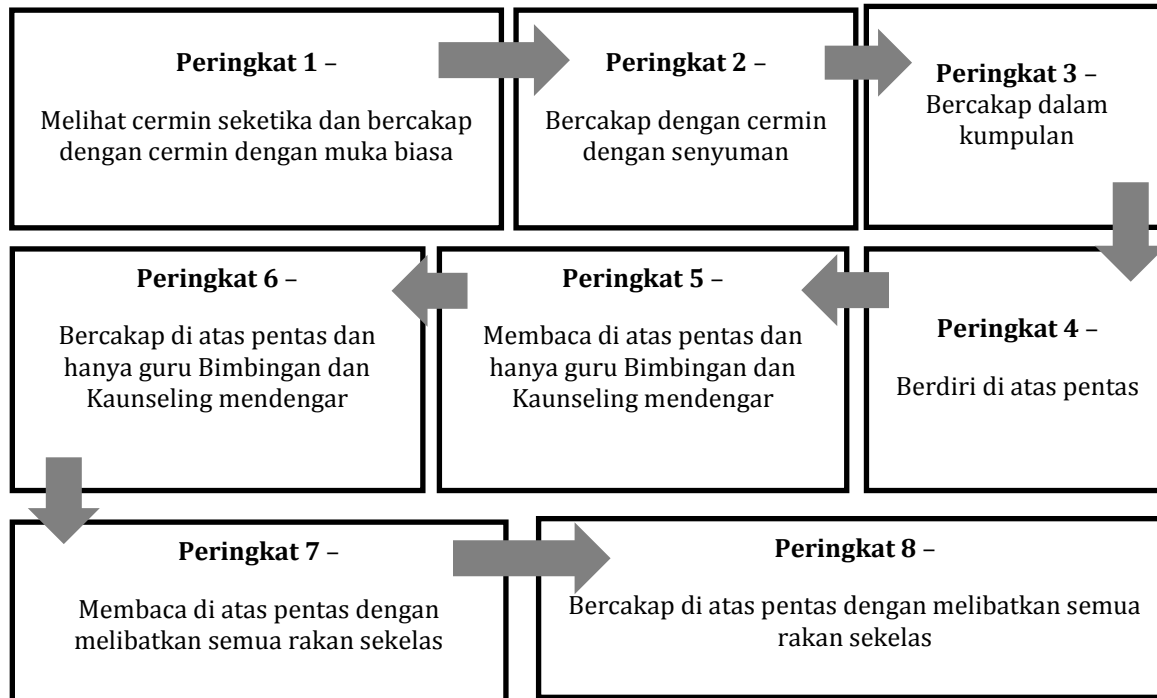 Peringkat 1 –
Melihat cermin seketika dan bercakap
dengan cermin dengan muka biasa
Peringkat 2 –
Bercakap dengan cermin
dengan senyuman
Peringkat 3 –
Bercakap dalam
kumpulan
Peringkat 4 –
Berdiri di atas pentas
Peringkat 5 –
Membaca di atas pentas dan
hanya guru Bimbingan dan
Kaunseling mendengar
Peringkat 6 –
Bercakap di atas pentas dan
hanya guru Bimbingan dan
Kaunseling mendengar
Peringkat 7 –
Membaca di atas pentas dengan
melibatkan semua rakan sekelas
Peringkat 8 –
Bercakap di atas pentas dengan melibatkan semua
rakan sekelas